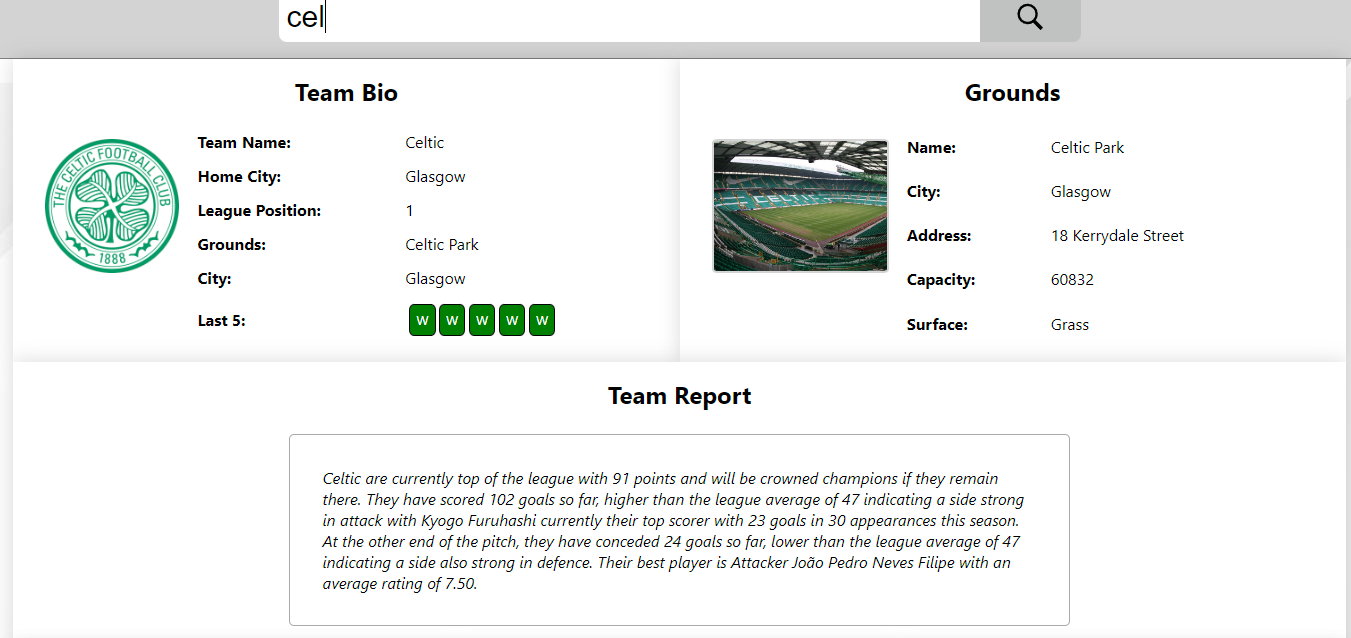 cel
Team Bio
THE CELTIC FOOTBALL CLUB
1888
Team Name: Celtic
Home City: Glasgow
League Position: 1
Grounds: Celtic Park
City: Glasgow
Last 5: W W W W W
Grounds
CELTIC
Name: Celtic Park
City: Glasgow
Address: 18 Kerrydale Street
Capacity: 60832
Surface: Grass
Team Report
Celtic are currently top of the league with 91 points and will be crowned champions if they remain
there. They have scored 102 goals so far, higher than the league average of 47 indicating a side strong
in attack with Kyogo Furuhashi currently their top scorer with 23 goals in 30 appearances this season.
At the other end of the pitch, they have conceded 24 goals so far, lower than the league average of 47
indicating a side also strong in defence. Their best player is Attacker João Pedro Neves Filipe with an
average rating of 7.50.